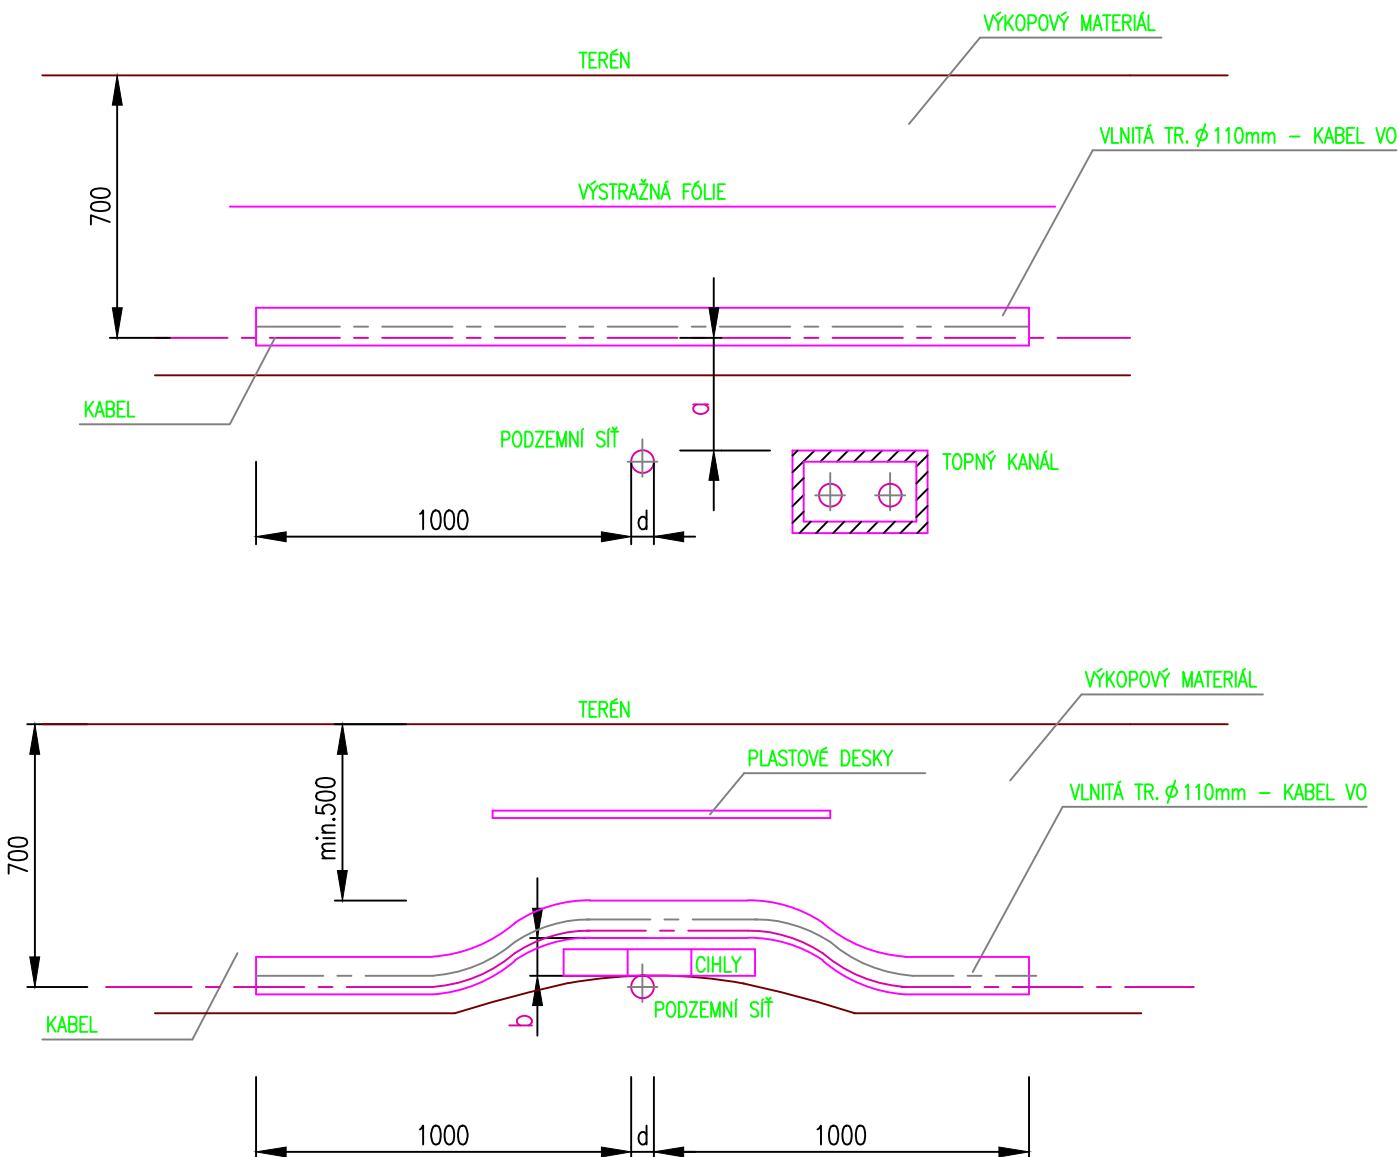 VÝKOPOVÝ MATERIÁL
TERÉN
VLNITÁ TR. ϕ 110mm – KABEL VO
VÝSTRAŽNÁ FÓLIE
700
KABEL
a
PODZEMNÍ SÍŤ
TOPNÝ KANÁL
1000 d
VÝKOPOVÝ MATERIÁL
TERÉN
PLASTOVÉ DESKY
VLNITÁ TR. ϕ 110mm – KABEL VO
min.500
700
CIHLY
PODZEMNÍ SÍŤ
b
KABEL
1000 d 1000